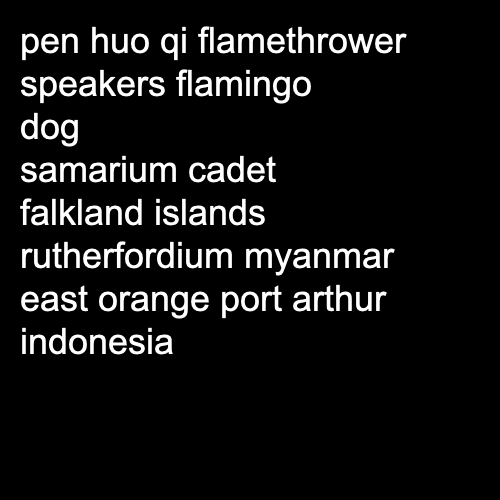 pen huo qi flamethrower
speakers flamingo
dog
samarium cadet
falkland islands
rutherfordium myanmar
east orange port arthur
indonesia